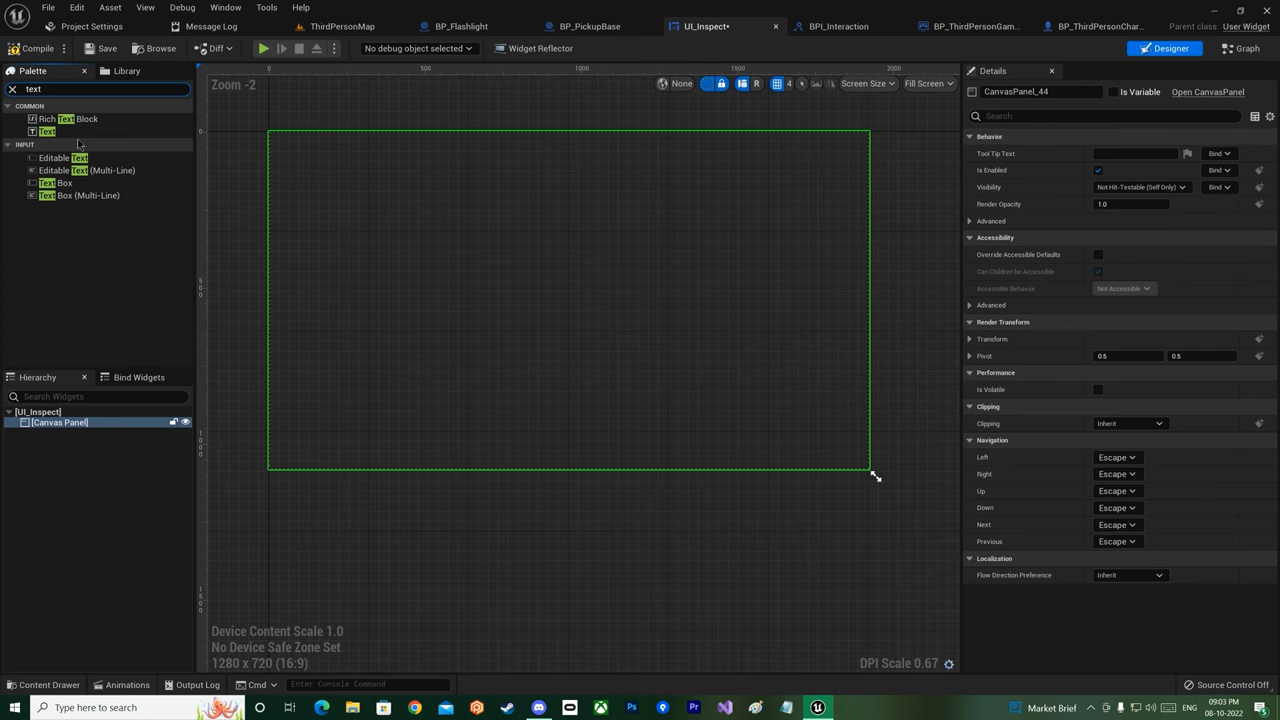 File Edit Asset View Debug Window Tools Help
Project Settings Message Log ThirdPersonMap BP_Flashlight BP_PickupBase UI_Inspect* BPI_Interaction BP_ThirdPersonGam... BP_ThirdPersonChar... Parent class: User Widget
Compile Save Browse Diff No debug object selected Widget Reflector Designer Graph
Palette Library
text
COMMON
Rich Text Block
Text
INPUT
Editable Text
Editable Text (Multi-Line)
Text Box
Text Box (Multi-Line)
Hierarchy Bind Widgets
Search Widgets
[UI_Inspect]
[Canvas Panel]
0 500 1000 1500 2000
Zoom -2
None R 4 Screen Size Fill Screen
0
500
1000
1500
Device Content Scale 1.0
No Device Safe Zone Set
1280 x 720 (16:9)
DPI Scale 0.67
Details
CanvasPanel_44 Is Variable Open CanvasPanel
Search
Behavior
Tool Tip Text Bind
Is Enabled Bind
Visibility Not Hit-Testable (Self Only) Bind
Render Opacity 1.0
Advanced
Accessibility
Override Accessible Defaults
Can Children be Accessible
Accessible Behavior Not Accessible
Advanced
Render Transform
Transform
Pivot 0.5 0.5
Performance
Is Volatile
Clipping
Clipping Inherit
Navigation
Left Escape
Right Escape
Up Escape
Down Escape
Next Escape
Previous Escape
Localization
Flow Direction Preference Inherit
Content Drawer Animations Output Log Cmd Enter Console Command Source Control Off
Type here to search Market Brief ENG 09:03 PM
08-10-2022